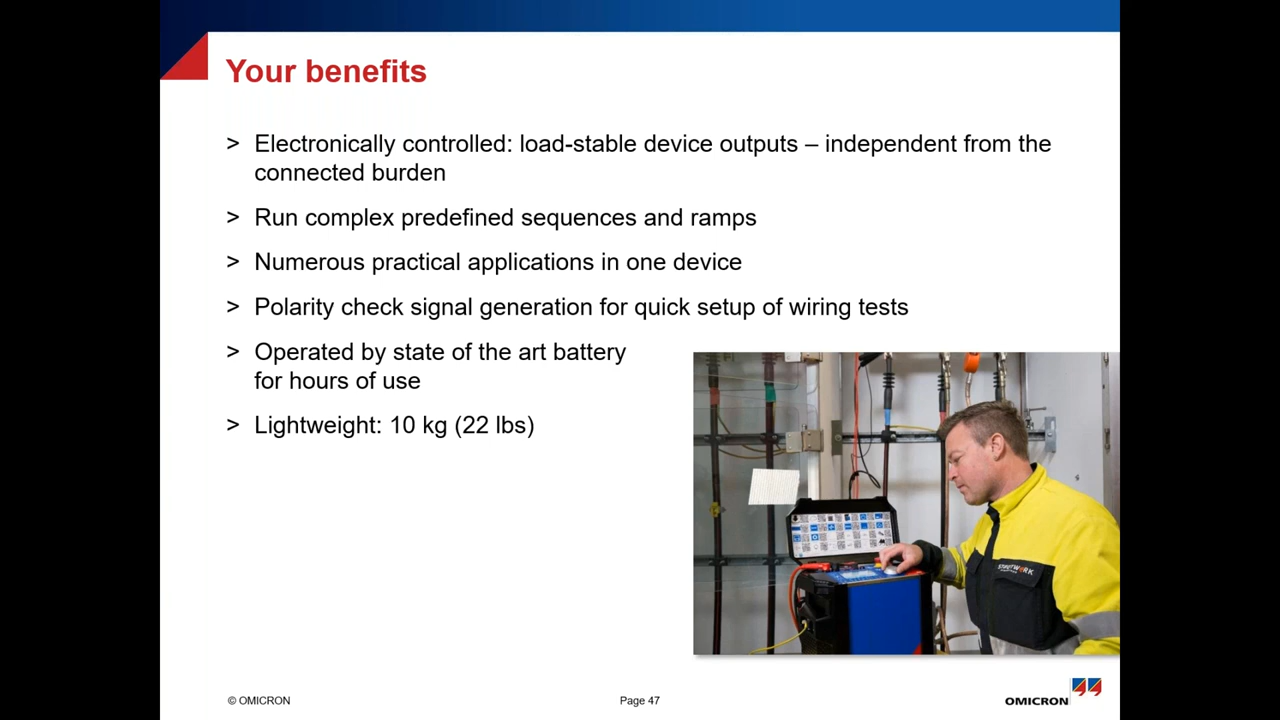 Your benefits
> Electronically controlled: load-stable device outputs – independent from the
connected burden
> Run complex predefined sequences and ramps
> Numerous practical applications in one device
> Polarity check signal generation for quick setup of wiring tests
> Operated by state of the art battery
for hours of use
> Lightweight: 10 kg (22 lbs)
© OMICRON
Page 47
OMICRON